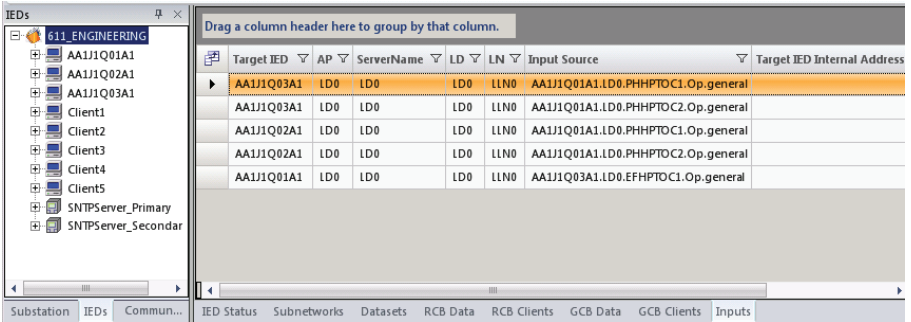 IEDs
611_ENGINEERING
AA1J1Q01A1
AA1J1Q02A1
AA1J1Q03A1
Client1
Client2
Client3
Client4
Client5
SNTPServer_Primary
SNTPServer_Secondar
Substation IEDs Commun...
Drag a column header here to group by that column.
Target IED AP ServerName LD LN Input Source Target IED Internal Address
AA1J1Q03A1 LD0 LD0 LD0 LLN0 AA1J1Q01A1.LD0.PHHPTOC1.Op.general
AA1J1Q03A1 LD0 LD0 LD0 LLN0 AA1J1Q01A1.LD0.PHHPTOC2.Op.general
AA1J1Q02A1 LD0 LD0 LD0 LLN0 AA1J1Q01A1.LD0.PHHPTOC1.Op.general
AA1J1Q02A1 LD0 LD0 LD0 LLN0 AA1J1Q01A1.LD0.PHHPTOC2.Op.general
AA1J1Q01A1 LD0 LD0 LD0 LLN0 AA1J1Q03A1.LD0.EFHPTOC1.Op.general
IED Status Subnetworks Datasets RCB Data RCB Clients GCB Data GCB Clients Inputs